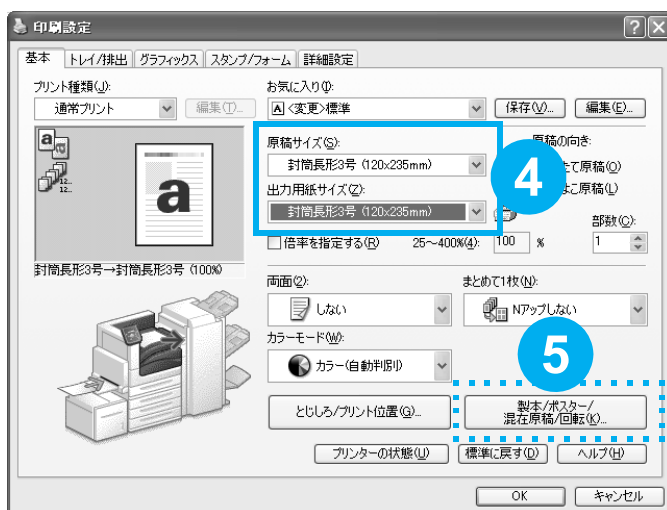 印刷設定
基本 トレイ/排出 グラフィックス スタンプ/フォーム 詳細設定
プリント種類(J):
通常プリント
編集(T)...
お気に入り(I):
A <変更>標準
保存(V)...
編集(E)...
a
a
12..
12..
a
封筒長形3号→封筒長形3号 (100%)
原稿サイズ(S):
封筒長形3号 (120x235mm)
出力用紙サイズ(Z):
封筒長形3号 (120x235mm)
4
原稿の向き:
たて原稿(O)
よこ原稿(L)
部数(C):
1
倍率を指定する(R)
25～400%(4):
100 %
両面(2):
しない
まとめて1枚(N):
Nアップしない
カラーモード(W):
カラー(自動判別)
5
とじしろ/プリント位置(G)...
製本/ポスター/
混在原稿/回転(K)...
プリンターの状態(U)
標準に戻す(D)
ヘルプ(H)
OK
キャンセル